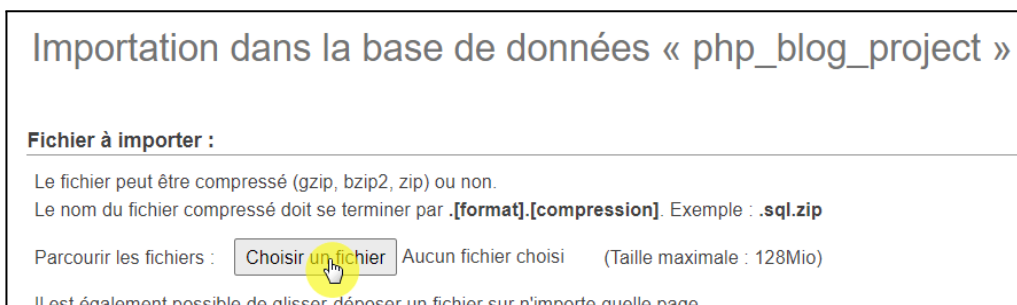 Importation dans la base de données « php_blog_project »
Fichier à importer :
Le fichier peut être compressé (gzip, bzip2, zip) ou non.
Le nom du fichier compressé doit se terminer par .[format].[compression]. Exemple : .sql.zip
Parcourir les fichiers : Choisir un fichier Aucun fichier choisi (Taille maximale : 128Mio)
Il est également possible de glisser-déposer un fichier sur n'importe quelle page.